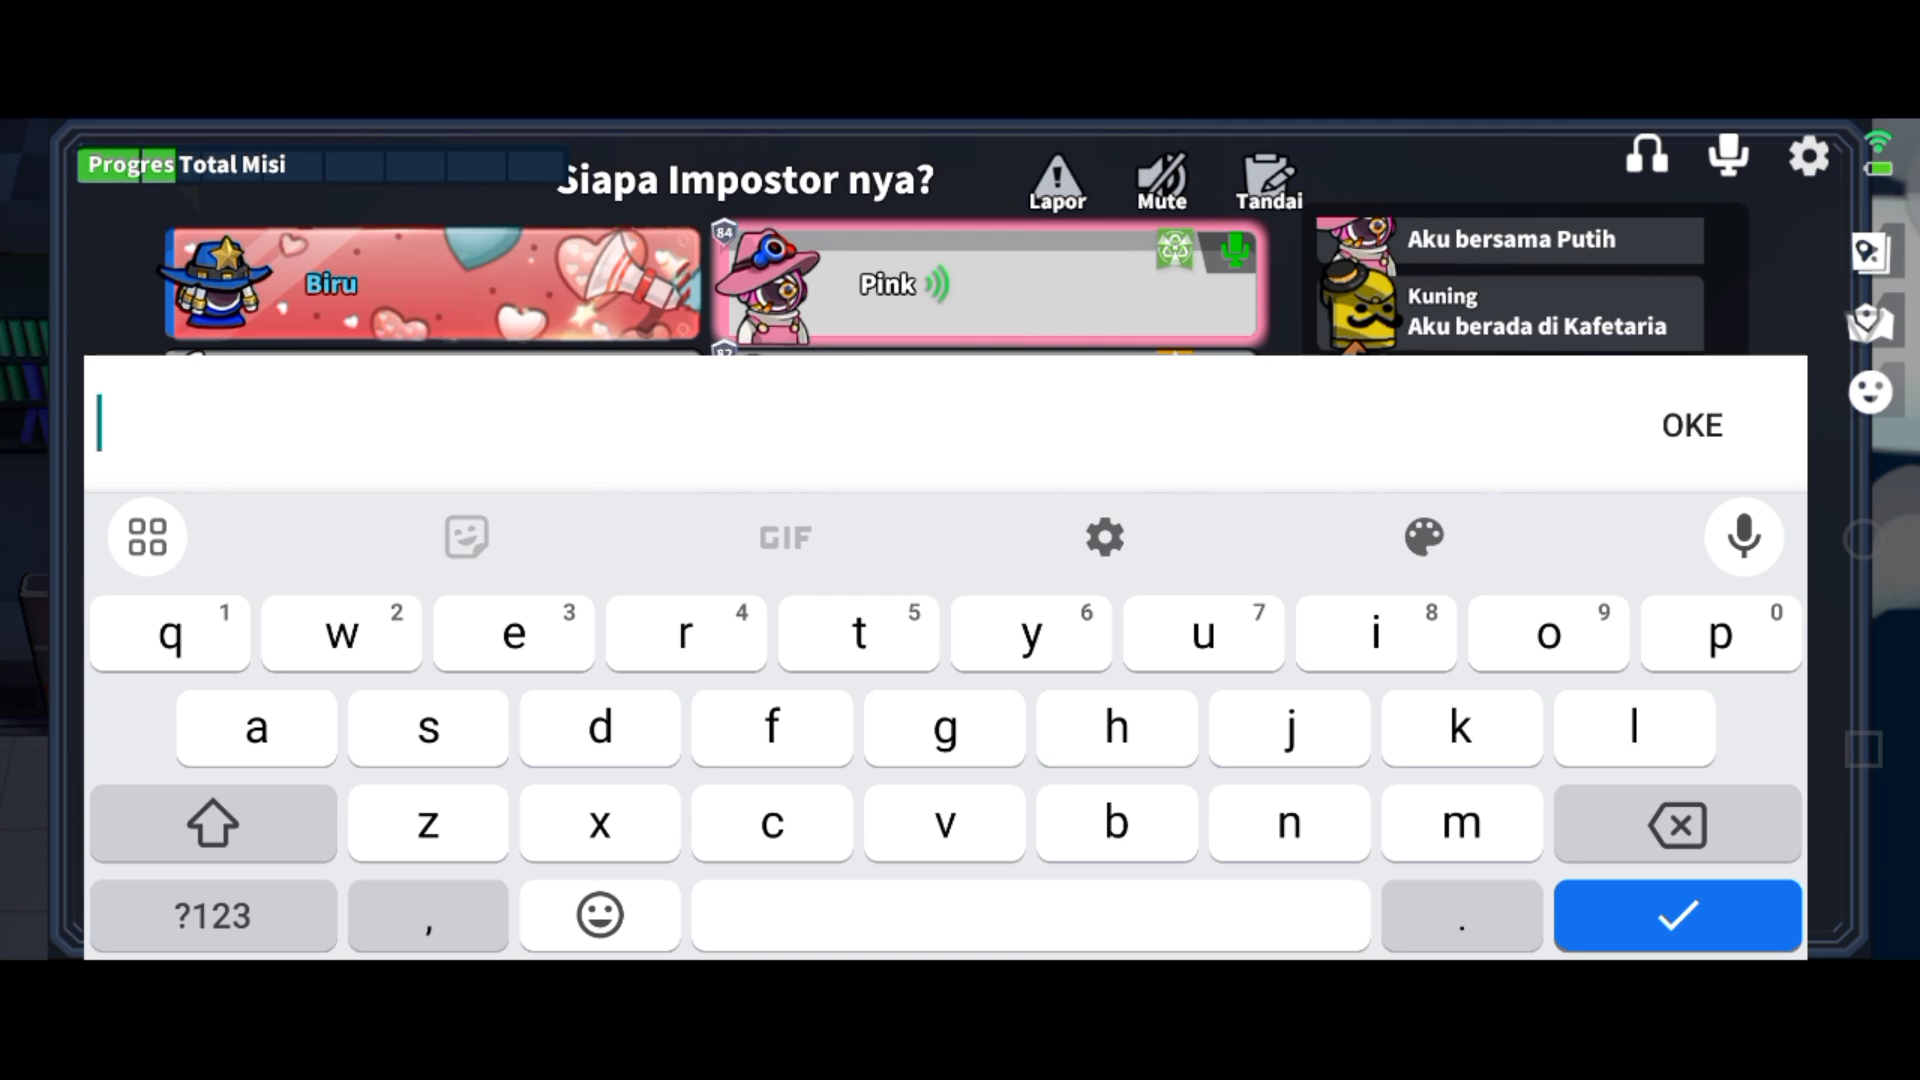 Progres Total Misi
Siapa Impostor nya?
Lapor
Mute
Tandai
Biru
84
Pink
Aku bersama Putih
Kuning
Aku berada di Kafetaria
82
OKE
GIF
q 1 w 2 e 3 r 4 t 5 y 6 u 7 i 8 o 9 p 0
a s d f g h j k l
z x c v b n m
?123 , .